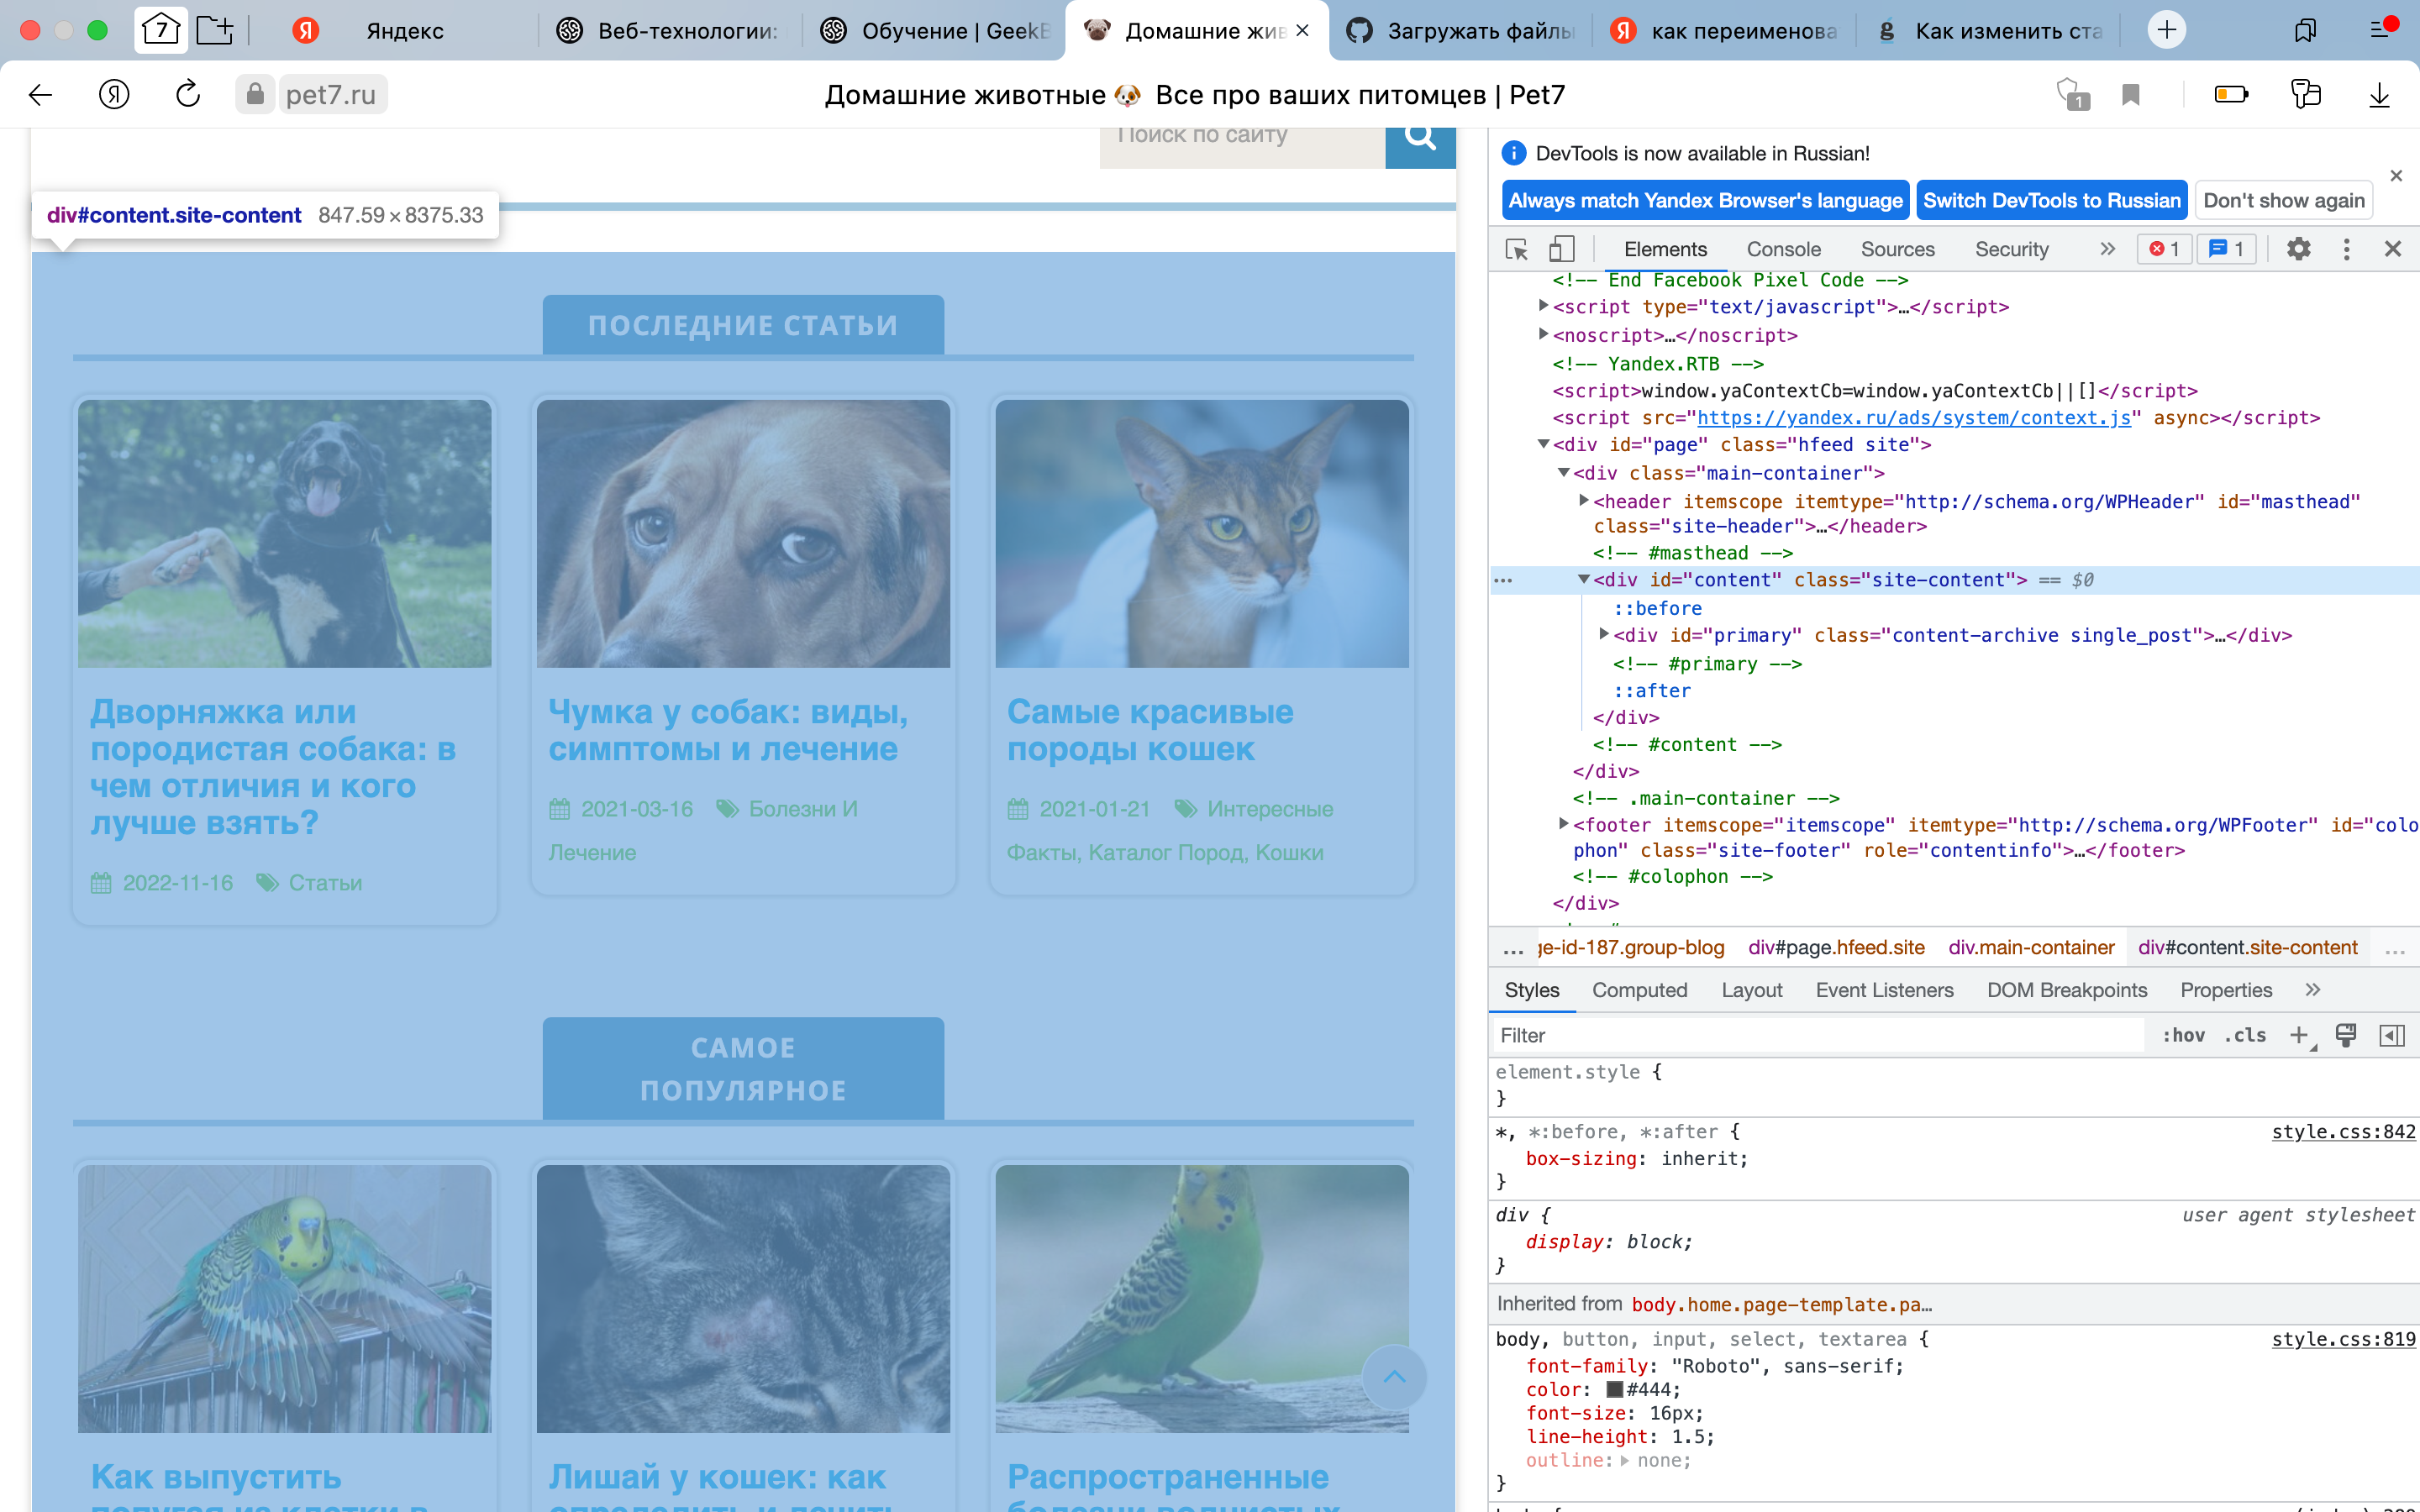 7
Яндекс
Веб-технологии:
Обучение | GeekB
Домашние жив
Загружать файлы
как переименова
Как изменить ста
pet7.ru
Домашние животные Все про ваших питомцев | Pet7
1
Поиск по сайту
div#content.site-content 847.59 × 8375.33
ПОСЛЕДНИЕ СТАТЬИ
Дворняжка или
породистая собака: в
чем отличия и кого
лучше взять?
2022-11-16 Статьи
Чумка у собак: виды,
симптомы и лечение
2021-03-16 Болезни И
Лечение
Самые красивые
породы кошек
2021-01-21 Интересные
Факты, Каталог Пород, Кошки
САМОЕ
ПОПУЛЯРНОЕ
Как выпустить
попугая из клетки в
Лишай у кошек: как
определить и лечить
Распространенные
болезни волнистых
DevTools is now available in Russian!
Always match Yandex Browser's language
Switch DevTools to Russian
Don't show again
Elements Console Sources Security » 1 1
<!-- End Facebook Pixel Code -->
<script type="text/javascript">…</script>
<noscript>…</noscript>
<!-- Yandex.RTB -->
<script>window.yaContextCb=window.yaContextCb||[]</script>
<script src="https://yandex.ru/ads/system/context.js" async></script>
<div id="page" class="hfeed site">
<div class="main-container">
<header itemscope itemtype="http://schema.org/WPHeader" id="masthead"
class="site-header">…</header>
<!-- #masthead -->
<div id="content" class="site-content"> == $0
::before
<div id="primary" class="content-archive single_post">…</div>
<!-- #primary -->
::after
</div>
<!-- #content -->
</div>
<!-- .main-container -->
<footer itemscope="itemscope" itemtype="http://schema.org/WPFooter" id="colo
phon" class="site-footer" role="contentinfo">…</footer>
<!-- #colophon -->
</div>
… ge-id-187.group-blog div#page.hfeed.site div.main-container div#content.site-content …
Styles Computed Layout Event Listeners DOM Breakpoints Properties »
Filter :hov .cls +
element.style {
}
*, *:before, *:after { style.css:842
box-sizing: inherit;
}
div { user agent stylesheet
display: block;
}
Inherited from body.home.page-template.pa…
body, button, input, select, textarea { style.css:819
font-family: "Roboto", sans-serif;
color: #444;
font-size: 16px;
line-height: 1.5;
outline: none;
}